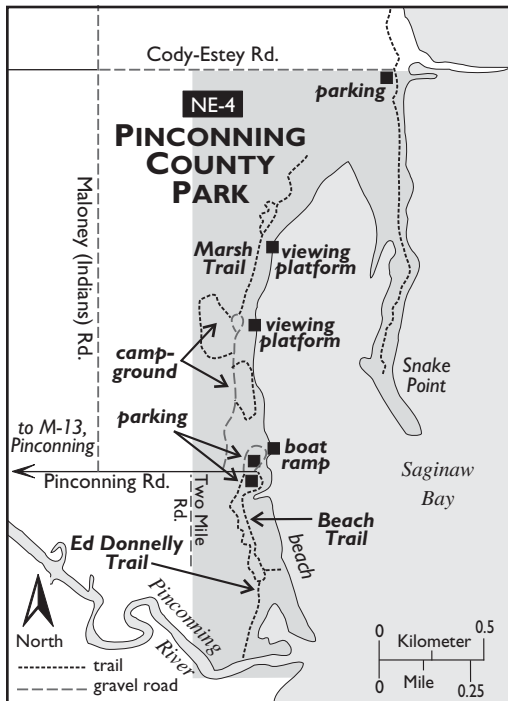 Cody-Estey Rd.
parking
NE-4
PINCONNING
COUNTY
PARK
Maloney (Indians) Rd.
Marsh
Trail
viewing
platform
viewing
platform
camp-
ground
Snake
Point
parking
to M-13,
Pinconning
boat
ramp
Pinconning Rd.
Saginaw
Bay
Two Mile
Rd.
Beach
Trail
beach
Ed Donnelly
Trail
Pinconning
River
North
trail
gravel road
0 0.5
Kilometer
Mile
0 0.25